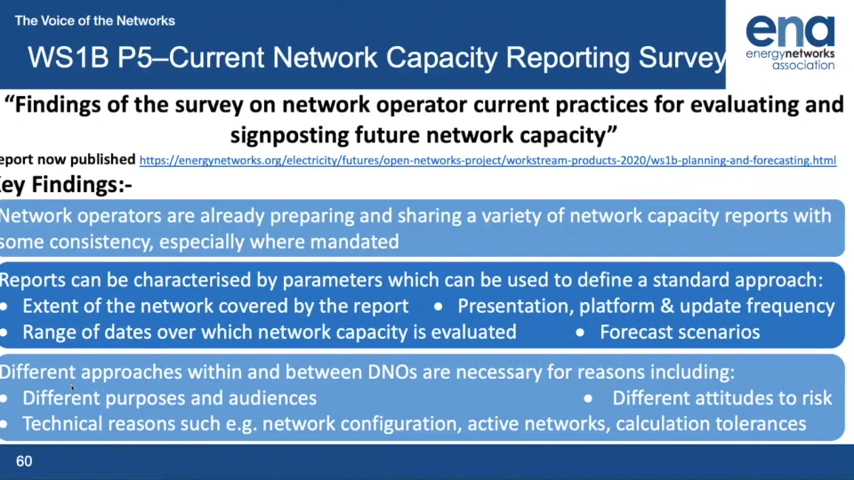 The Voice of the Networks
WS1B P5–Current Network Capacity Reporting Survey
ena
energynetworks
association
“Findings of the survey on network operator current practices for evaluating and
signposting future network capacity”
eport now published https://energynetworks.org/electricity/futures/open-networks-project/workstream-products-2020/ws1b-planning-and-forecasting.html
Key Findings:-
Network operators are already preparing and sharing a variety of network capacity reports with
some consistency, especially where mandated
Reports can be characterised by parameters which can be used to define a standard approach:
• Extent of the network covered by the report • Presentation, platform & update frequency
• Range of dates over which network capacity is evaluated • Forecast scenarios
Different approaches within and between DNOs are necessary for reasons including:
• Different purposes and audiences • Different attitudes to risk
• Technical reasons such e.g. network configuration, active networks, calculation tolerances
60